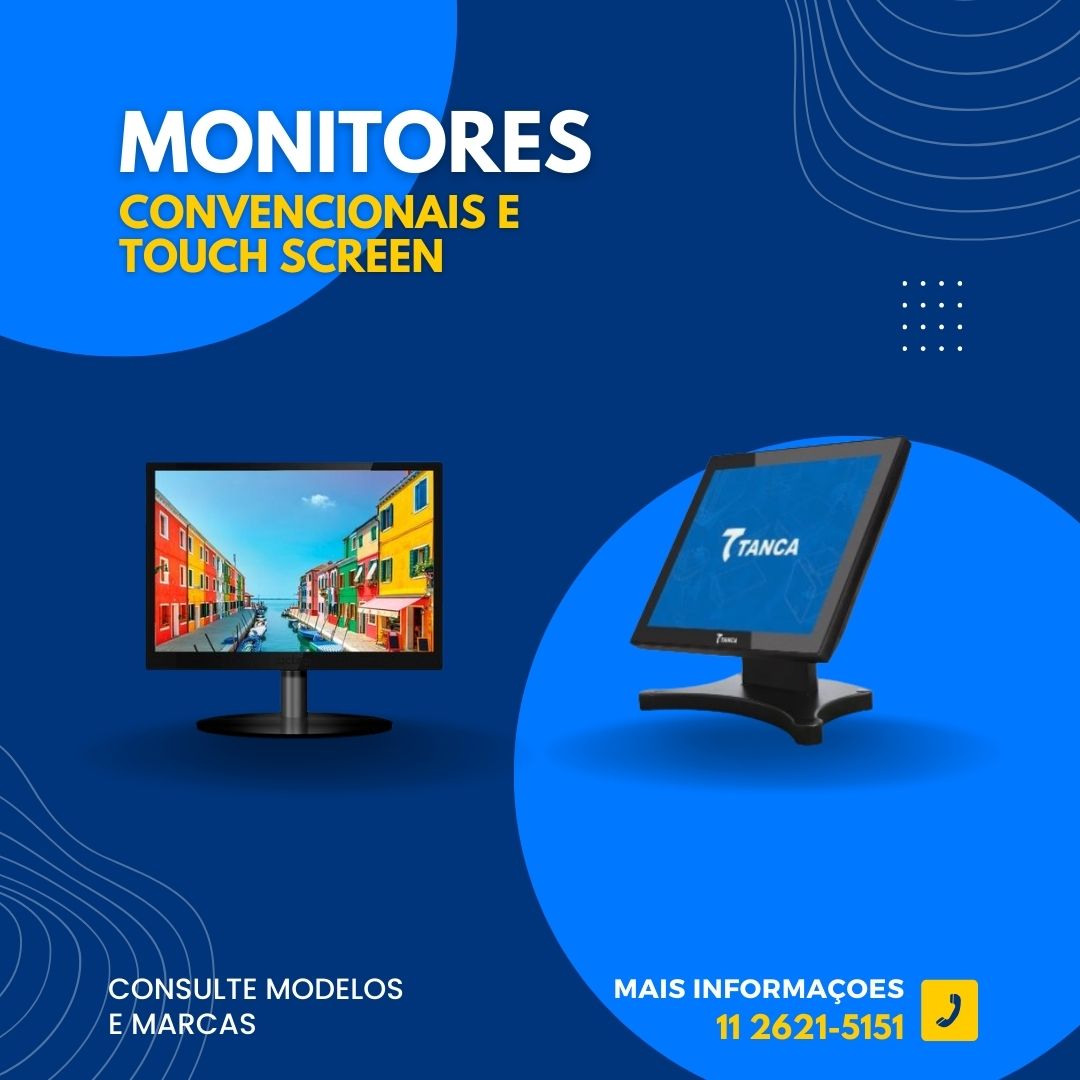 MONITORES
CONVENCIONAIS E
TOUCH SCREEN
TANCA
TANCA
CONSULTE MODELOS
E MARCAS
MAIS INFORMAÇOES
11 2621-5151